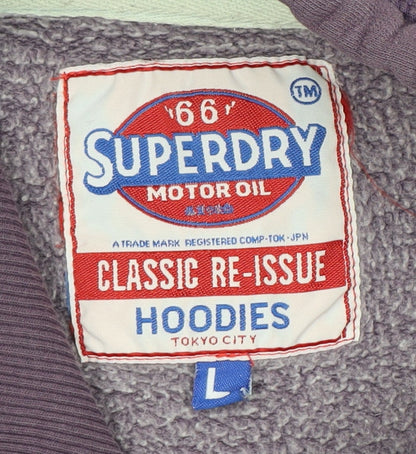 TM
'66'
SUPERDRY
MOTOR OIL
A TRADE MARK REGISTERED COMP·TOK·JPN
CLASSIC RE-ISSUE
HOODIES
TOKYO CITY
L